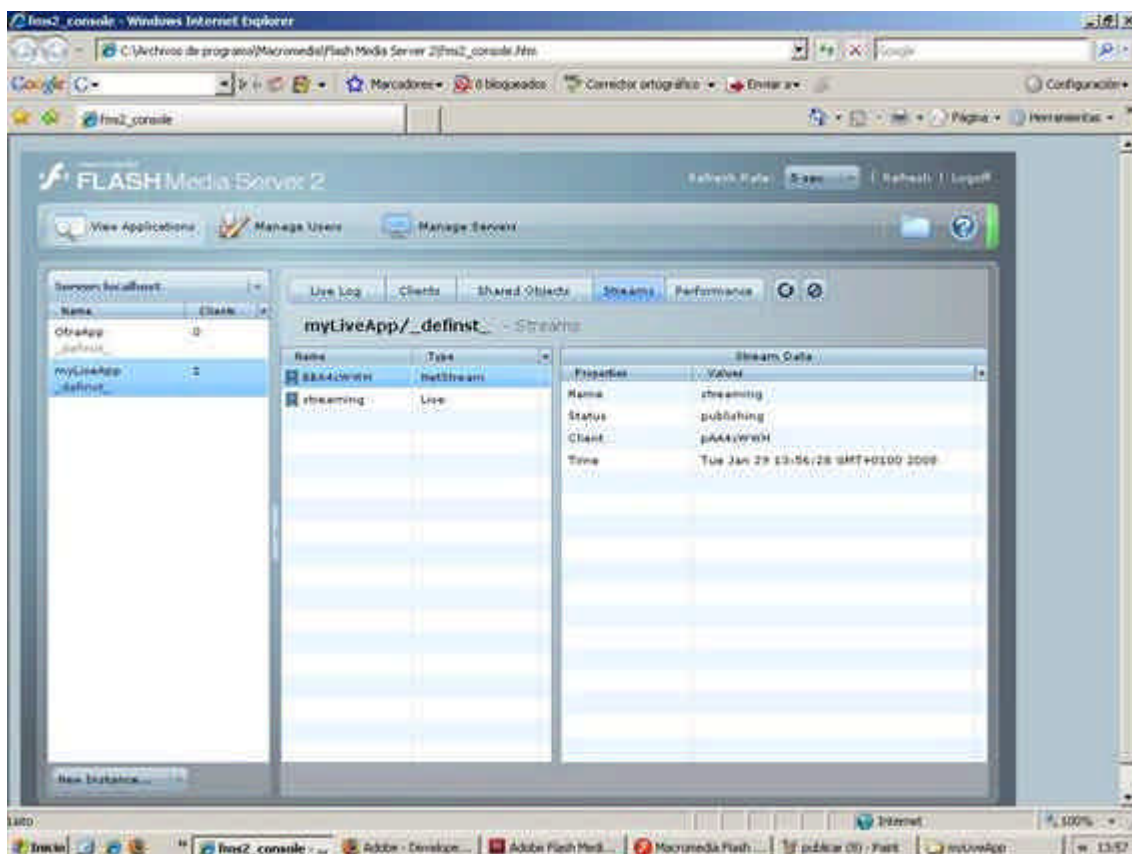 fms2_console - Windows Internet Explorer
C:\Archivos de programa\Macromedia\Flash Media Server 2\fms2_console.htm
Google
Google
Marcadores
0 bloqueados
Corrector ortográfico
Enviar a
Configuración
fms2_console
Página
Herramientas
FLASH Media Server 2
Refresh Rate: 5 sec | Refresh | Logoff
View Applications
Manage Users
Manage Servers
Server: localhost
Name
Clients
OtraApp
0
_definst_
myLiveApp
_definst_
New Instance...
Live Log
Clients
Shared Objects
Streams
Performance
myLiveApp/_definst_ - Streams
Name
Type
NetStream
streaming
Live
Stream Data
Properties
Values
Name
streaming
Status
publishing
Client
Time
Tue Jan 29 13:56:28 GMT+0100 2008
Listo
Internet
100%
Inicio
fms2_console - ...
Adobe - Develope...
Adobe Flash Medi...
Macromedia Flash ...
Paint
myLiveApp
13:57